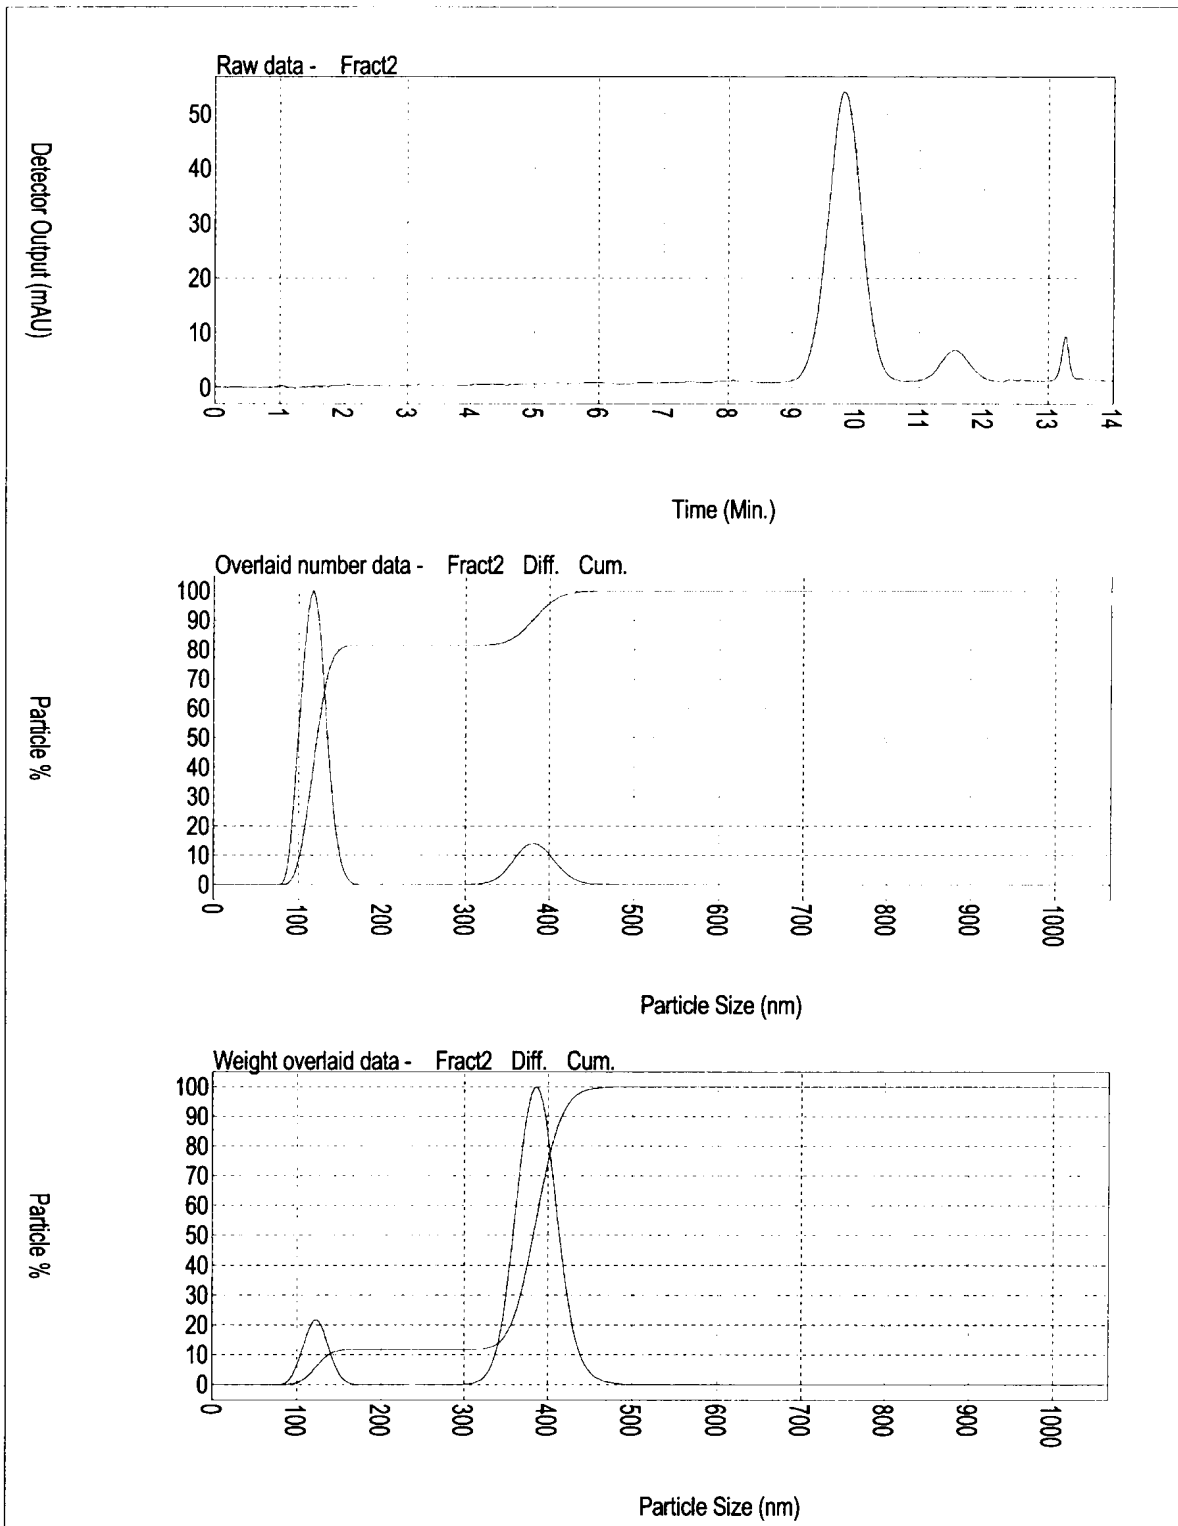 Raw data - Fract2
Detector Output (mAU)
50
40
30
20
10
0
0 1 2 3 4 5 6 7 8 9 10 11 12 13 14
Time (Min.)
Overlaid number data - Fract2 Diff. Cum.
Particle %
100
90
80
70
60
50
40
30
20
10
0
0 100 200 300 400 500 600 700 800 900 1000
Particle Size (nm)
Weight overlaid data - Fract2 Diff. Cum.
Particle %
100
90
80
70
60
50
40
30
20
10
0
0 100 200 300 400 500 600 700 800 900 1000
Particle Size (nm)